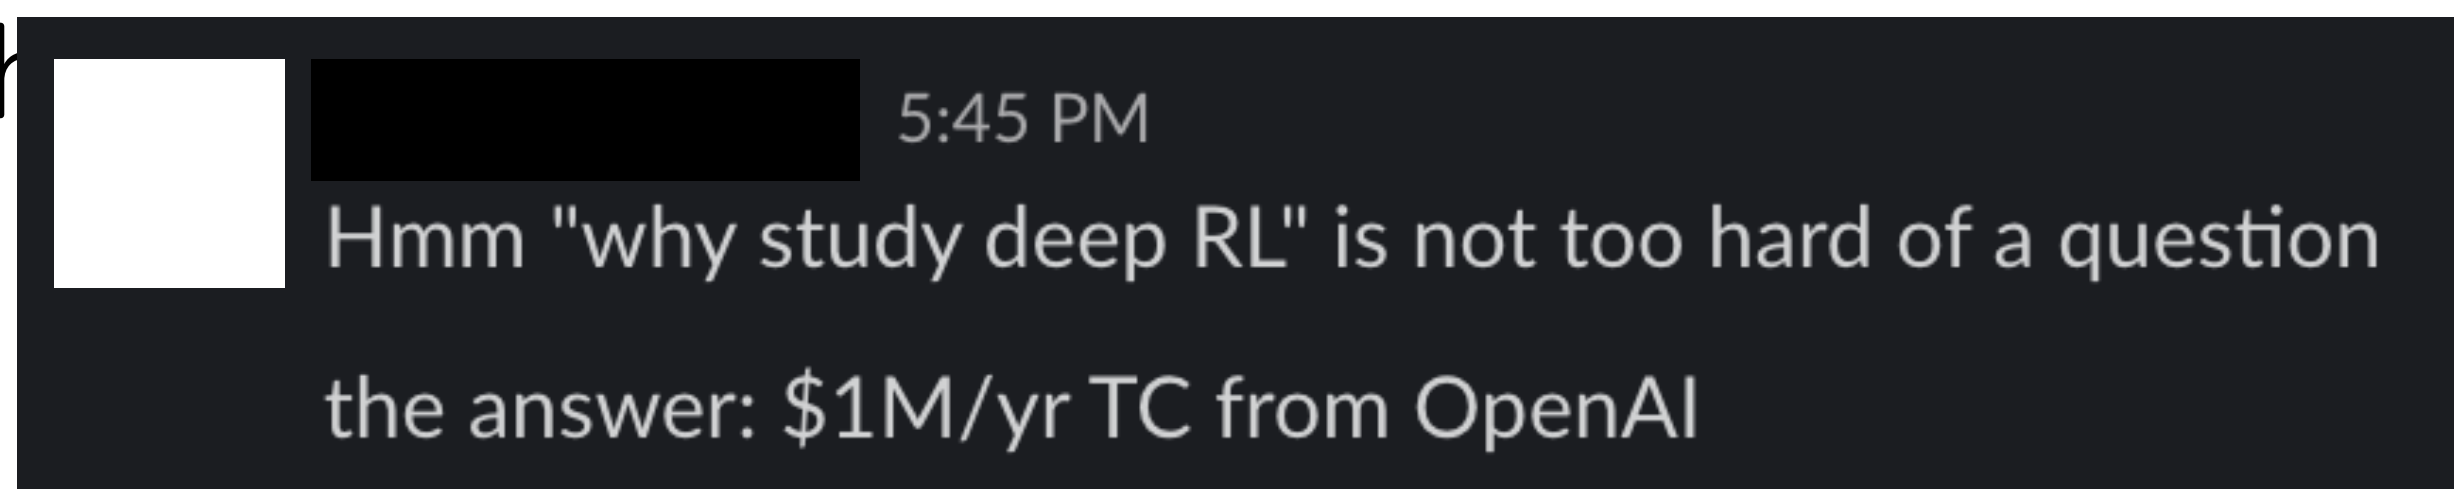 5:45 PM
Hmm "why study deep RL" is not too hard of a question
the answer: $1M/yr TC from OpenAI